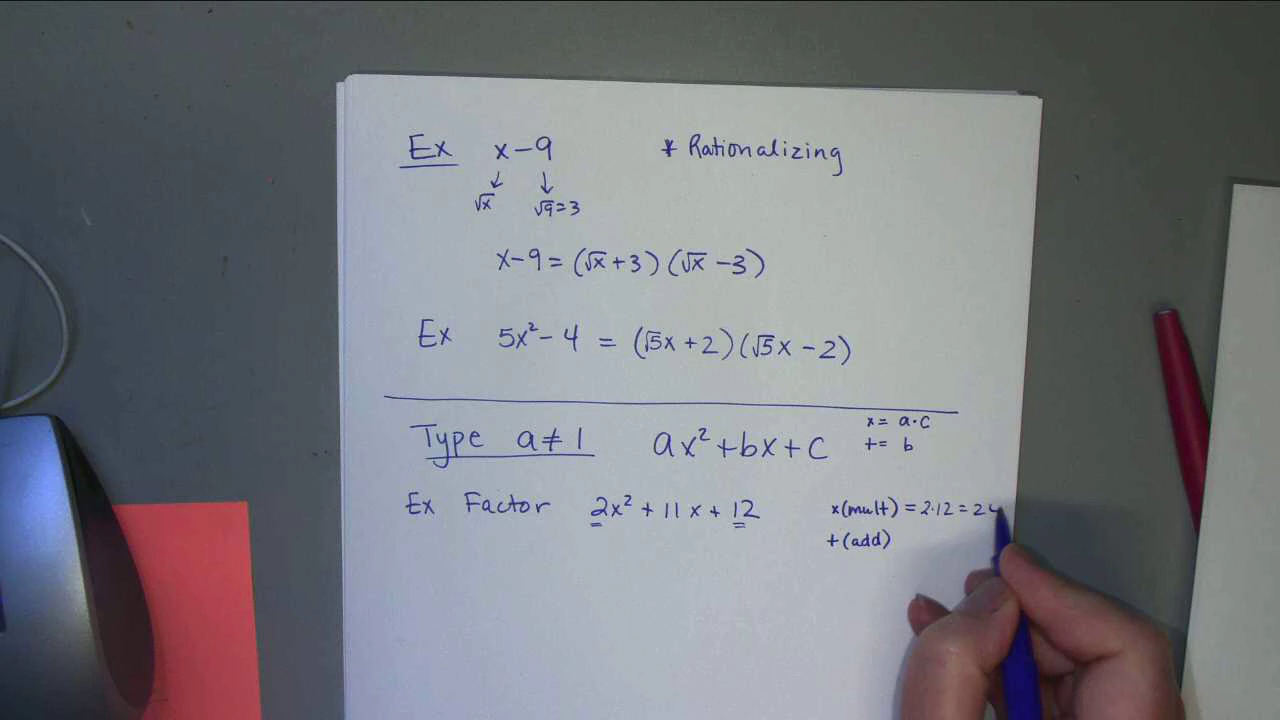 Ex x-9 * Rationalizing
↓ ↓
√x √9=3
x-9 = (√x+3) (√x -3)
Ex 5x²- 4 = (√5x +2)(√5x -2)
Type a≠1 ax²+bx+c x = a·c
+= b
Ex Factor 2x² + 11x + 12 x(mult) = 2·12 = 24
+(add)